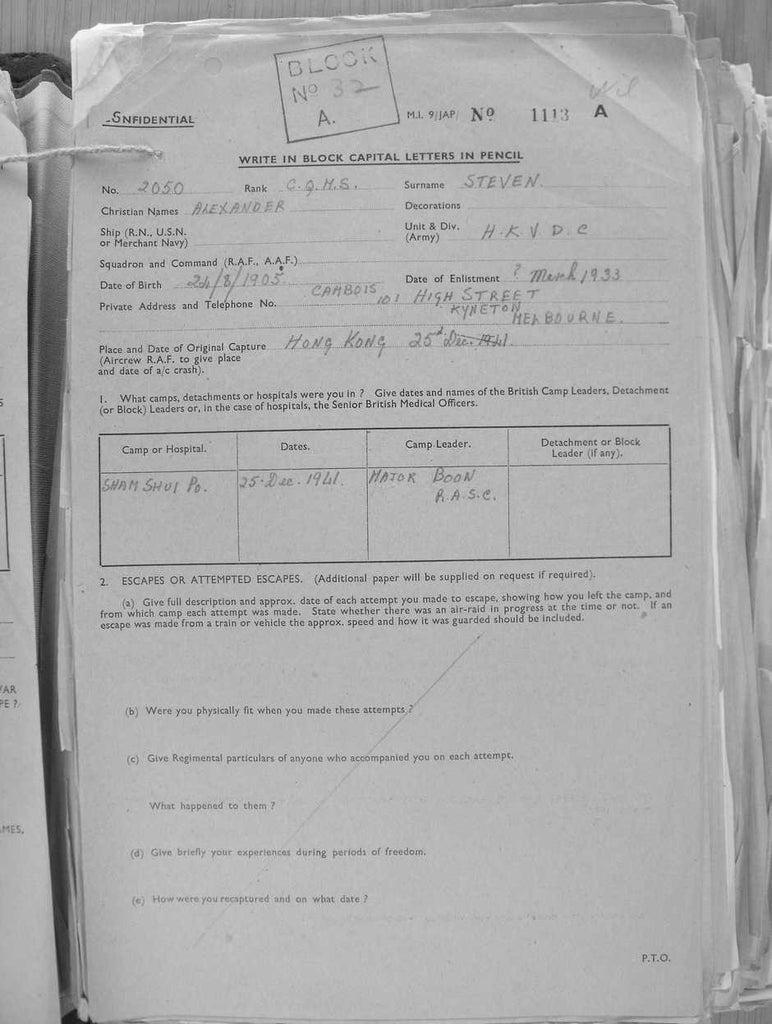 BLOCK
Nº 32
A.
-SNFIDENTIAL
M.I. 9/JAP/ Nº 1113 A
WRITE IN BLOCK CAPITAL LETTERS IN PENCIL
No. 2050 Rank C.Q.M.S. Surname STEVEN.
Christian Names ALEXANDER Decorations
Ship (R.N., U.S.N. or Merchant Navy) Unit & Div. (Army) H.K V D.C
Squadron and Command (R.A.F., A.A.F.)
Date of Birth 24/8/1905 Date of Enlistment ? March 1933
Private Address and Telephone No. CAMBOIS 101 HIGH STREET
KYNETON
MELBOURNE.
Place and Date of Original Capture HONG KONG 25d Dec. 1941.
(Aircrew R.A.F. to give place
and date of a/c crash).
1. What camps, detachments or hospitals were you in ? Give dates and names of the British Camp Leaders, Detachment
(or Block) Leaders or, in the case of hospitals, the Senior British Medical Officers.
Camp or Hospital. Dates. Camp Leader. Detachment or Block Leader (if any).
SHAM SHUI PO. 25-Dec. 1941. MAJOR BOON
R.A.S.C.
2. ESCAPES OR ATTEMPTED ESCAPES. (Additional paper will be supplied on request if required).
(a) Give full description and approx. date of each attempt you made to escape, showing how you left the camp, and
from which camp each attempt was made. State whether there was an air-raid in progress at the time or not. If an
escape was made from a train or vehicle the approx. speed and how it was guarded should be included.
(b) Were you physically fit when you made these attempts ?
(c) Give Regimental particulars of anyone who accompanied you on each attempt.
What happened to them ?
(d) Give briefly your experiences during periods of freedom.
(e) How were you recaptured and on what date ?
P.T.O.